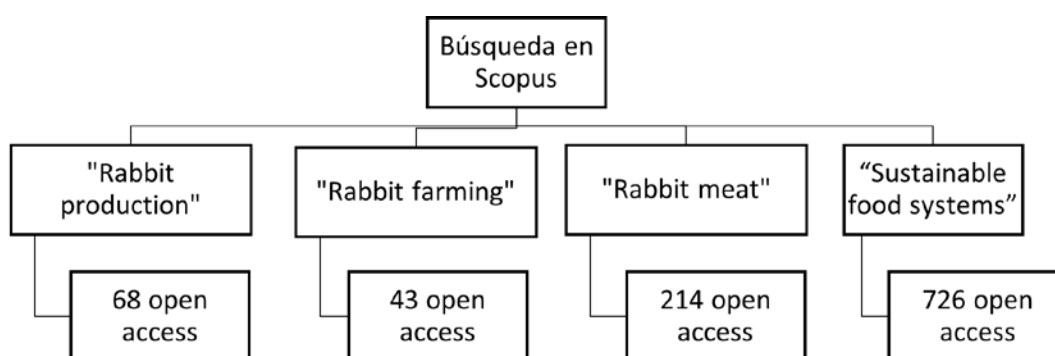 Búsqueda en
Scopus
"Rabbit
production"
"Rabbit farming"
"Rabbit meat"
“Sustainable
food systems”
68 open
access
43 open
access
214 open
access
726 open
access